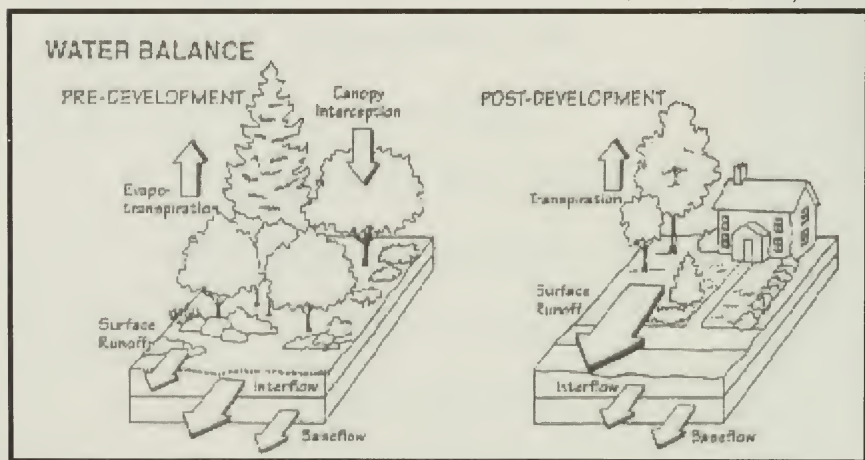 WATER BALANCE
PRE-DEVELOPMENT
Canopy
Interception
Evapo-
transpiration
Surface
Runoff
Interflow
Baseflow
POST-DEVELOPMENT
Transpiration
Surface
Runoff
Interflow
Baseflow